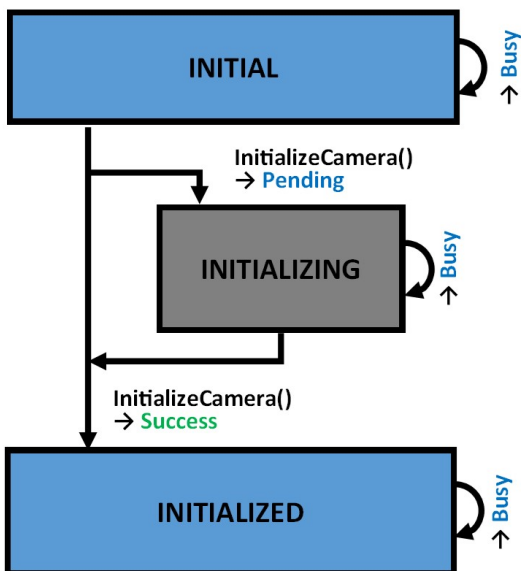 INITIAL
→ Busy
InitializeCamera()
→ Pending
INITIALIZING
→ Busy
InitializeCamera()
→ Success
INITIALIZED
→ Busy